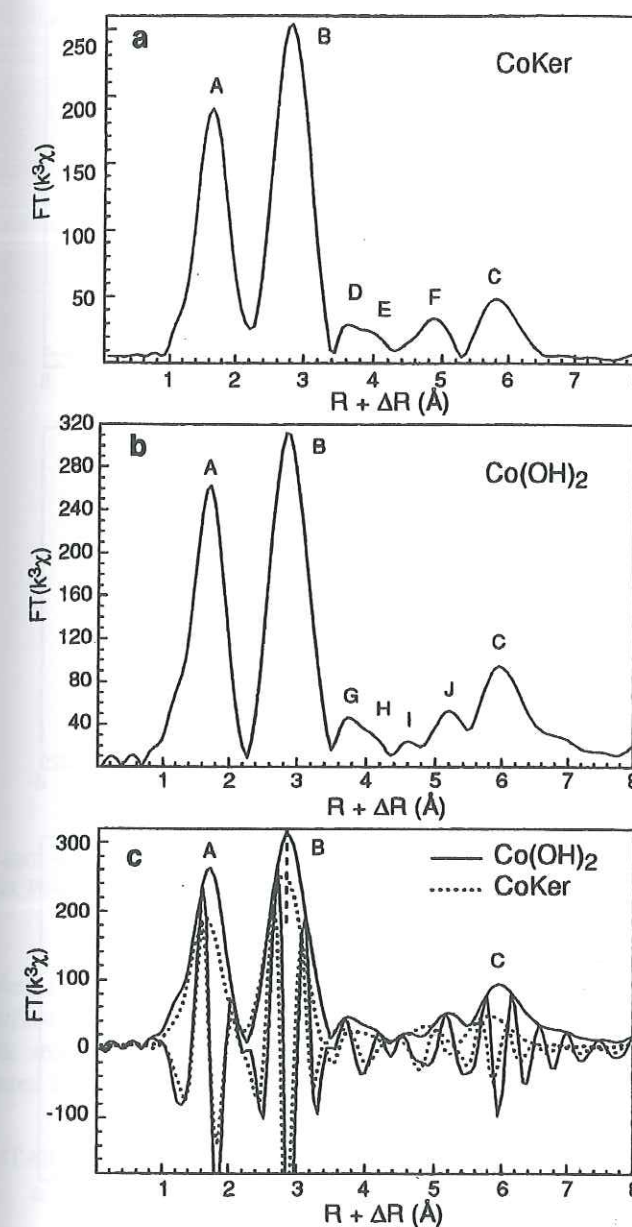 a
CoKer
250
200
150
100
50
FT(k³χ)
A
B
D
E
F
C
1 2 3 4 5 6 7 8
R + ΔR (Å)
b
Co(OH)₂
320
280
240
200
160
120
80
40
FT(k³χ)
A
B
G
H
I
J
C
1 2 3 4 5 6 7 8
R + ΔR (Å)
c
Co(OH)₂
CoKer
300
200
100
0
-100
FT(k³χ)
A
B
C
1 2 3 4 5 6 7 8
R + ΔR (Å)